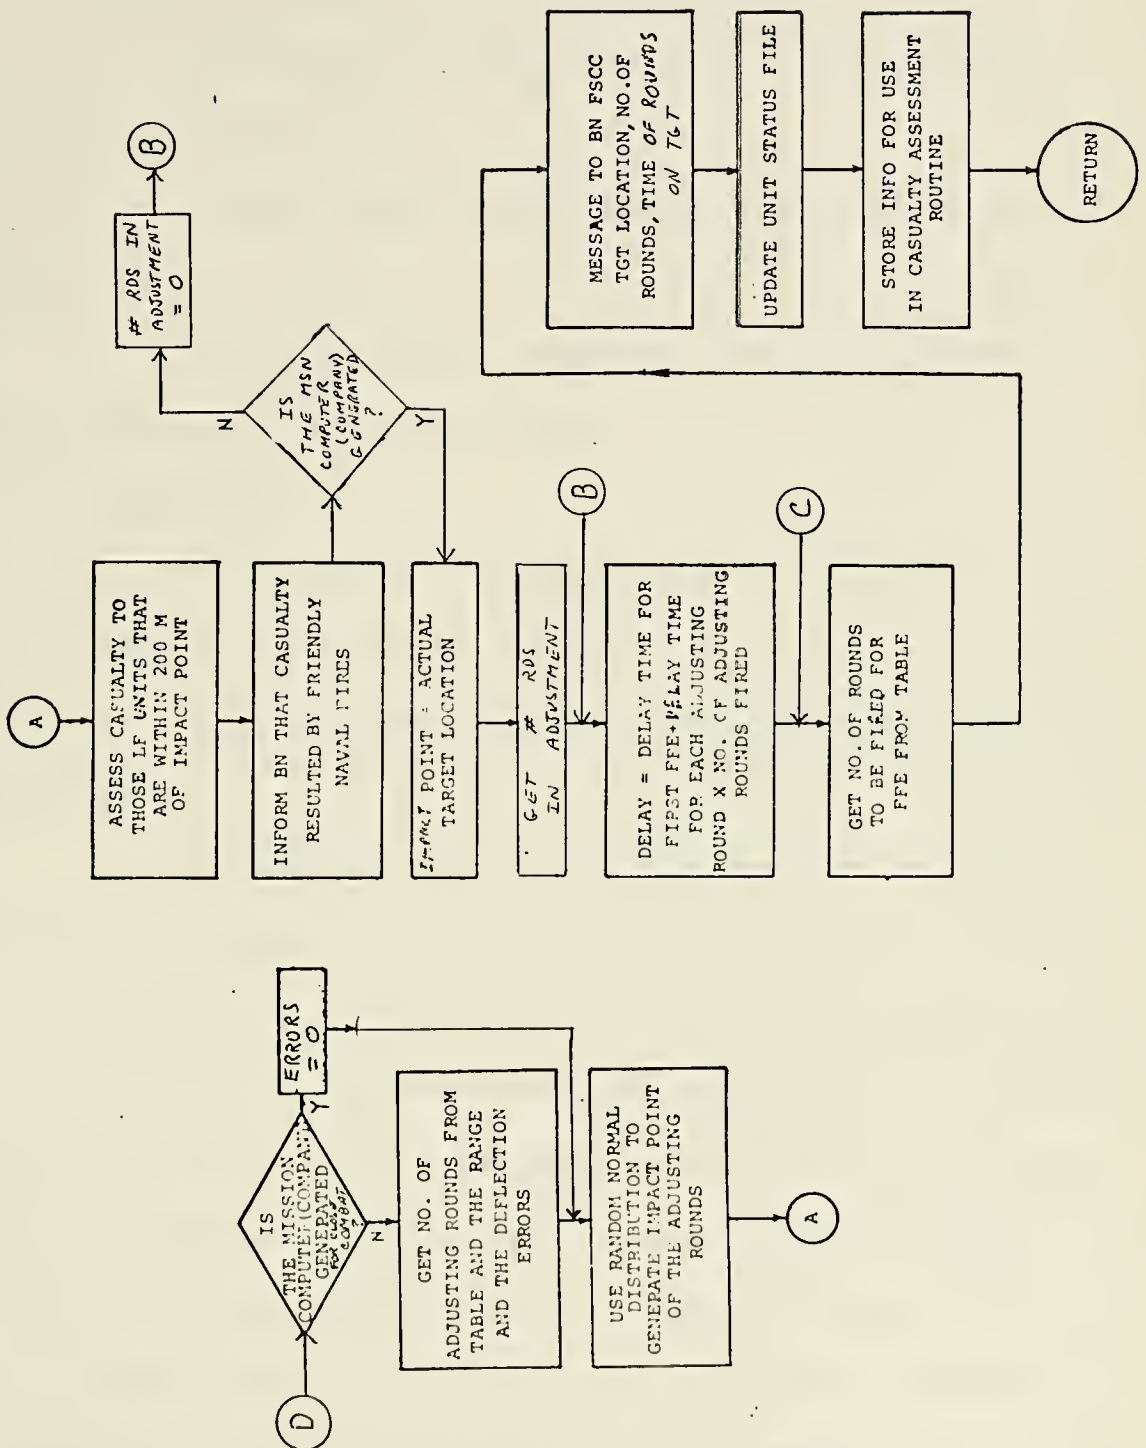 D
IS
THE MISSION
COMPUTER (COMPANY)
GENERATED
FOR CLOSE
COMBAT
?
Y
N
ERRORS
= 0
GET NO. OF
ADJUSTING ROUNDS FROM
TABLE AND THE RANGE
AND THE DEFLECTION
ERRORS
USE RANDOM NORMAL
DISTRIBUTION TO
GENERATE IMPACT POINT
OF THE ADJUSTING
ROUNDS
A
A
ASSESS CASUALTY TO
THOSE LF UNITS THAT
ARE WITHIN 200 M
OF IMPACT POINT
INFORM BN THAT CASUALTY
RESULTED BY FRIENDLY
NAVAL FIRES
IS
THE MSN
COMPUTER
(COMPANY)
GENERATED
?
N
Y
# RDS IN
ADJUSTMENT
= 0
B
IMPACT POINT = ACTUAL
TARGET LOCATION
GET # RDS
IN ADJUSTMENT
B
DELAY = DELAY TIME FOR
FIRST FFE+DELAY TIME
FOR EACH ADJUSTING
ROUND X NO. OF ADJUSTING
ROUNDS FIRED
C
GET NO.OF ROUNDS
TO BE FIRED FOR
FFE FROM TABLE
MESSAGE TO BN FSCC
TGT LOCATION, NO.OF
ROUNDS, TIME OF ROUNDS
ON TGT
UPDATE UNIT STATUS FILE
STORE INFO FOR USE
IN CASUALTY ASSESSMENT
ROUTINE
RETURN